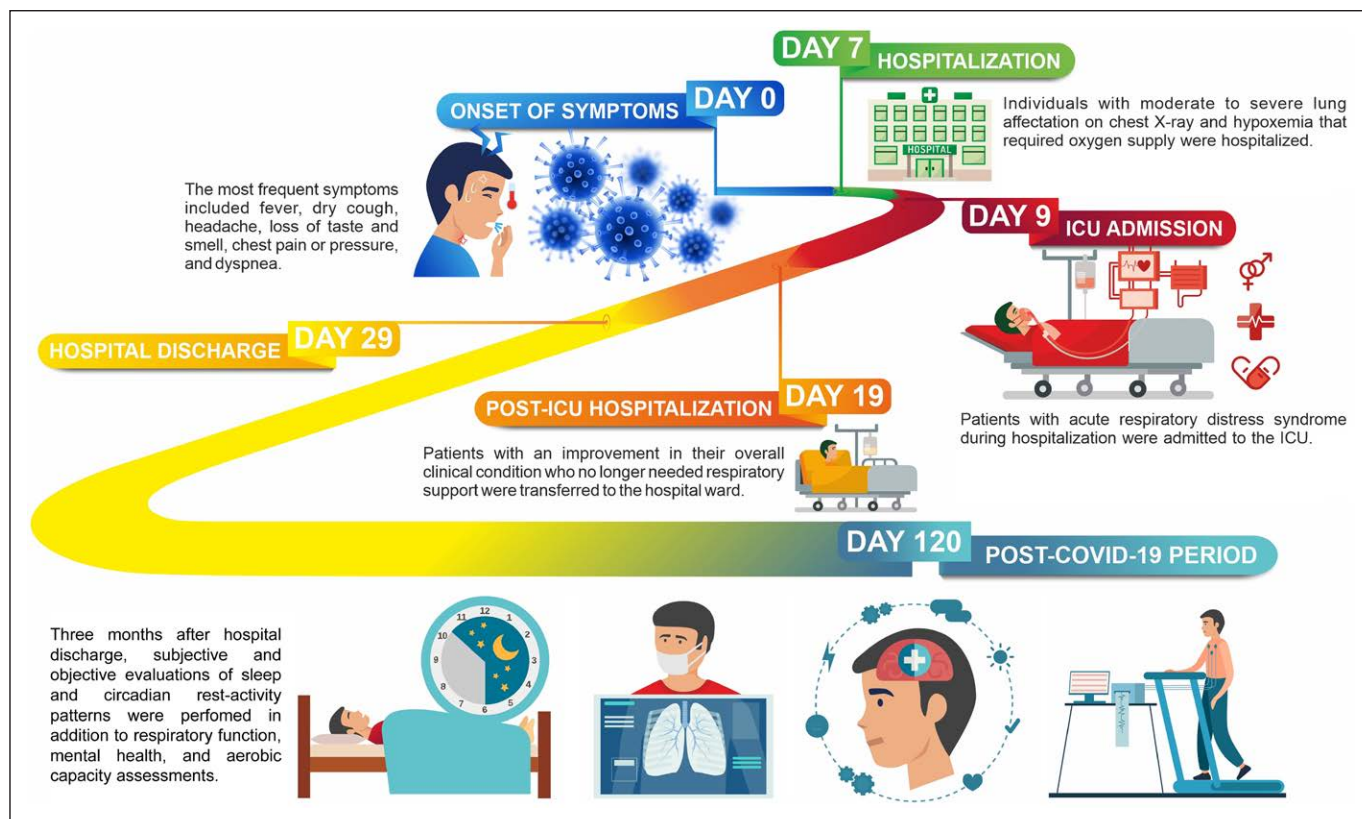 ONSET OF SYMPTOMS DAY 0
The most frequent symptoms
included fever, dry cough,
headache, loss of taste and
smell, chest pain or pressure,
and dyspnea.
DAY 7
HOSPITALIZATION
Individuals with moderate to severe lung
affectation on chest X-ray and hypoxemia that
required oxygen supply were hospitalized.
HOSPITAL
DAY 9
ICU ADMISSION
Patients with acute respiratory distress syndrome
during hospitalization were admitted to the ICU.
POST-ICU HOSPITALIZATION DAY 19
Patients with an improvement in their overall
clinical condition who no longer needed respiratory
support were transferred to the hospital ward.
HOSPITAL DISCHARGE DAY 29
DAY 120
POST-COVID-19 PERIOD
Three months after hospital
discharge, subjective and
objective evaluations of sleep
and circadian rest-activity
patterns were perfomed in
addition to respiratory function,
mental health, and aerobic
capacity assessments.
12
1
2
3
4
5
6
7
8
9
10
11